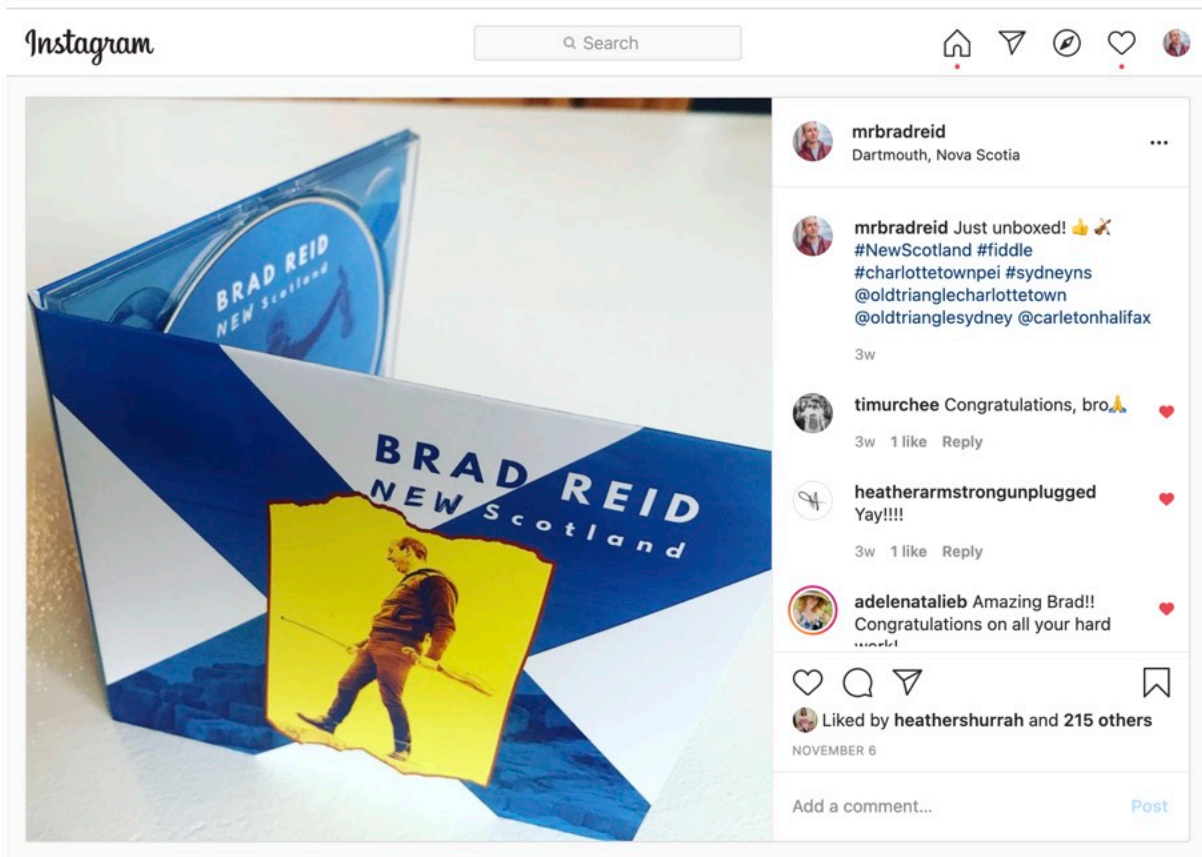 Instagram
Search
BRAD REID
NEW Scotland
BRAD REID
NEW Scotland
mrbradreid
Dartmouth, Nova Scotia
mrbradreid Just unboxed! 👍 🎻
#NewScotland #fiddle
#charlottetownpei #sydneyns
@oldtrianglecharlottetown
@oldtrianglesydney @carletonhalifax
3w
timurchee Congratulations, bro🙏
3w 1 like Reply
heatherarmstrongunplugged
Yay!!!!
3w 1 like Reply
adelenatalieb Amazing Brad!!
Congratulations on all your hard
work!
Liked by heathershurrah and 215 others
NOVEMBER 6
Add a comment...
Post